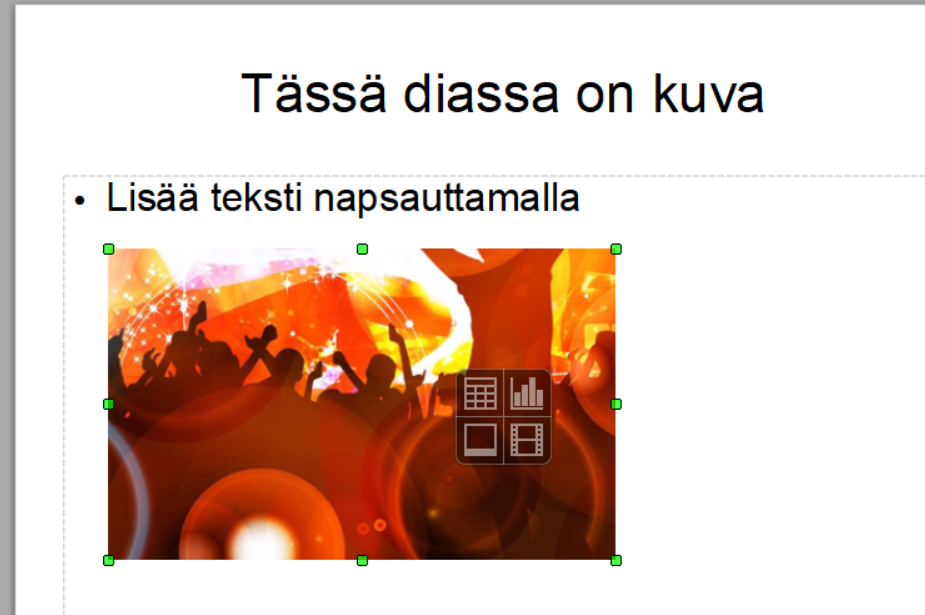 Tässä diassa on kuva
• Lisää teksti napsauttamalla